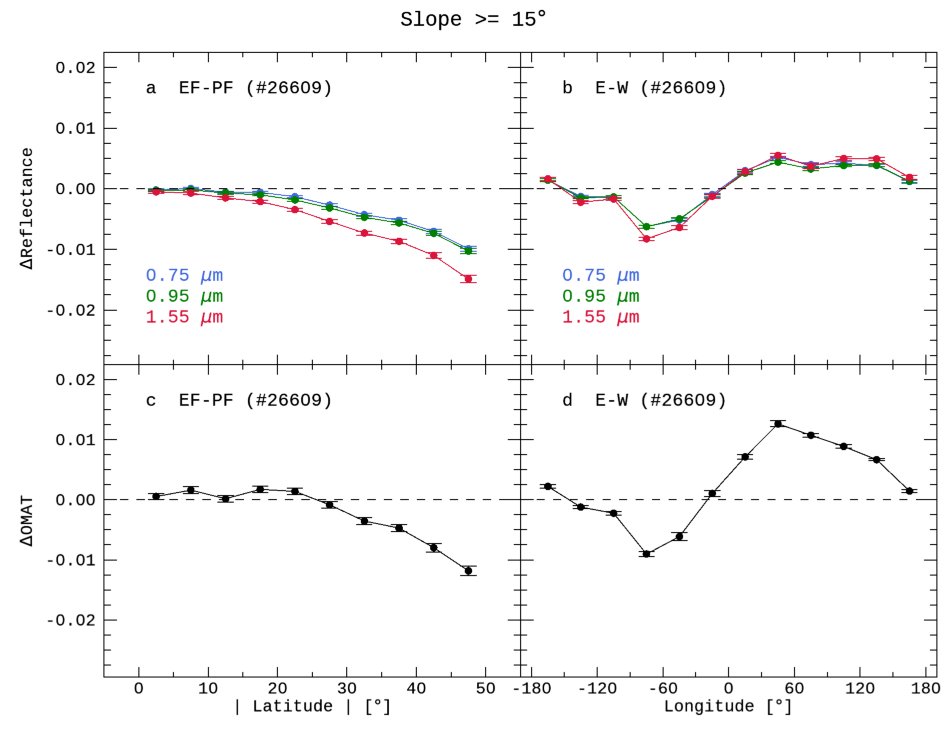 Slope >= 15°
0.02
0.01
0.00
-0.01
-0.02
ΔReflectance
a EF-PF (#26609)
0.75 μm
0.95 μm
1.55 μm
b E-W (#26609)
0.75 μm
0.95 μm
1.55 μm
0.02
0.01
0.00
-0.01
-0.02
ΔOMAT
c EF-PF (#26609)
d E-W (#26609)
0 10 20 30 40 50 -180 -120 -60 0 60 120 180
| Latitude | [°] Longitude [°]